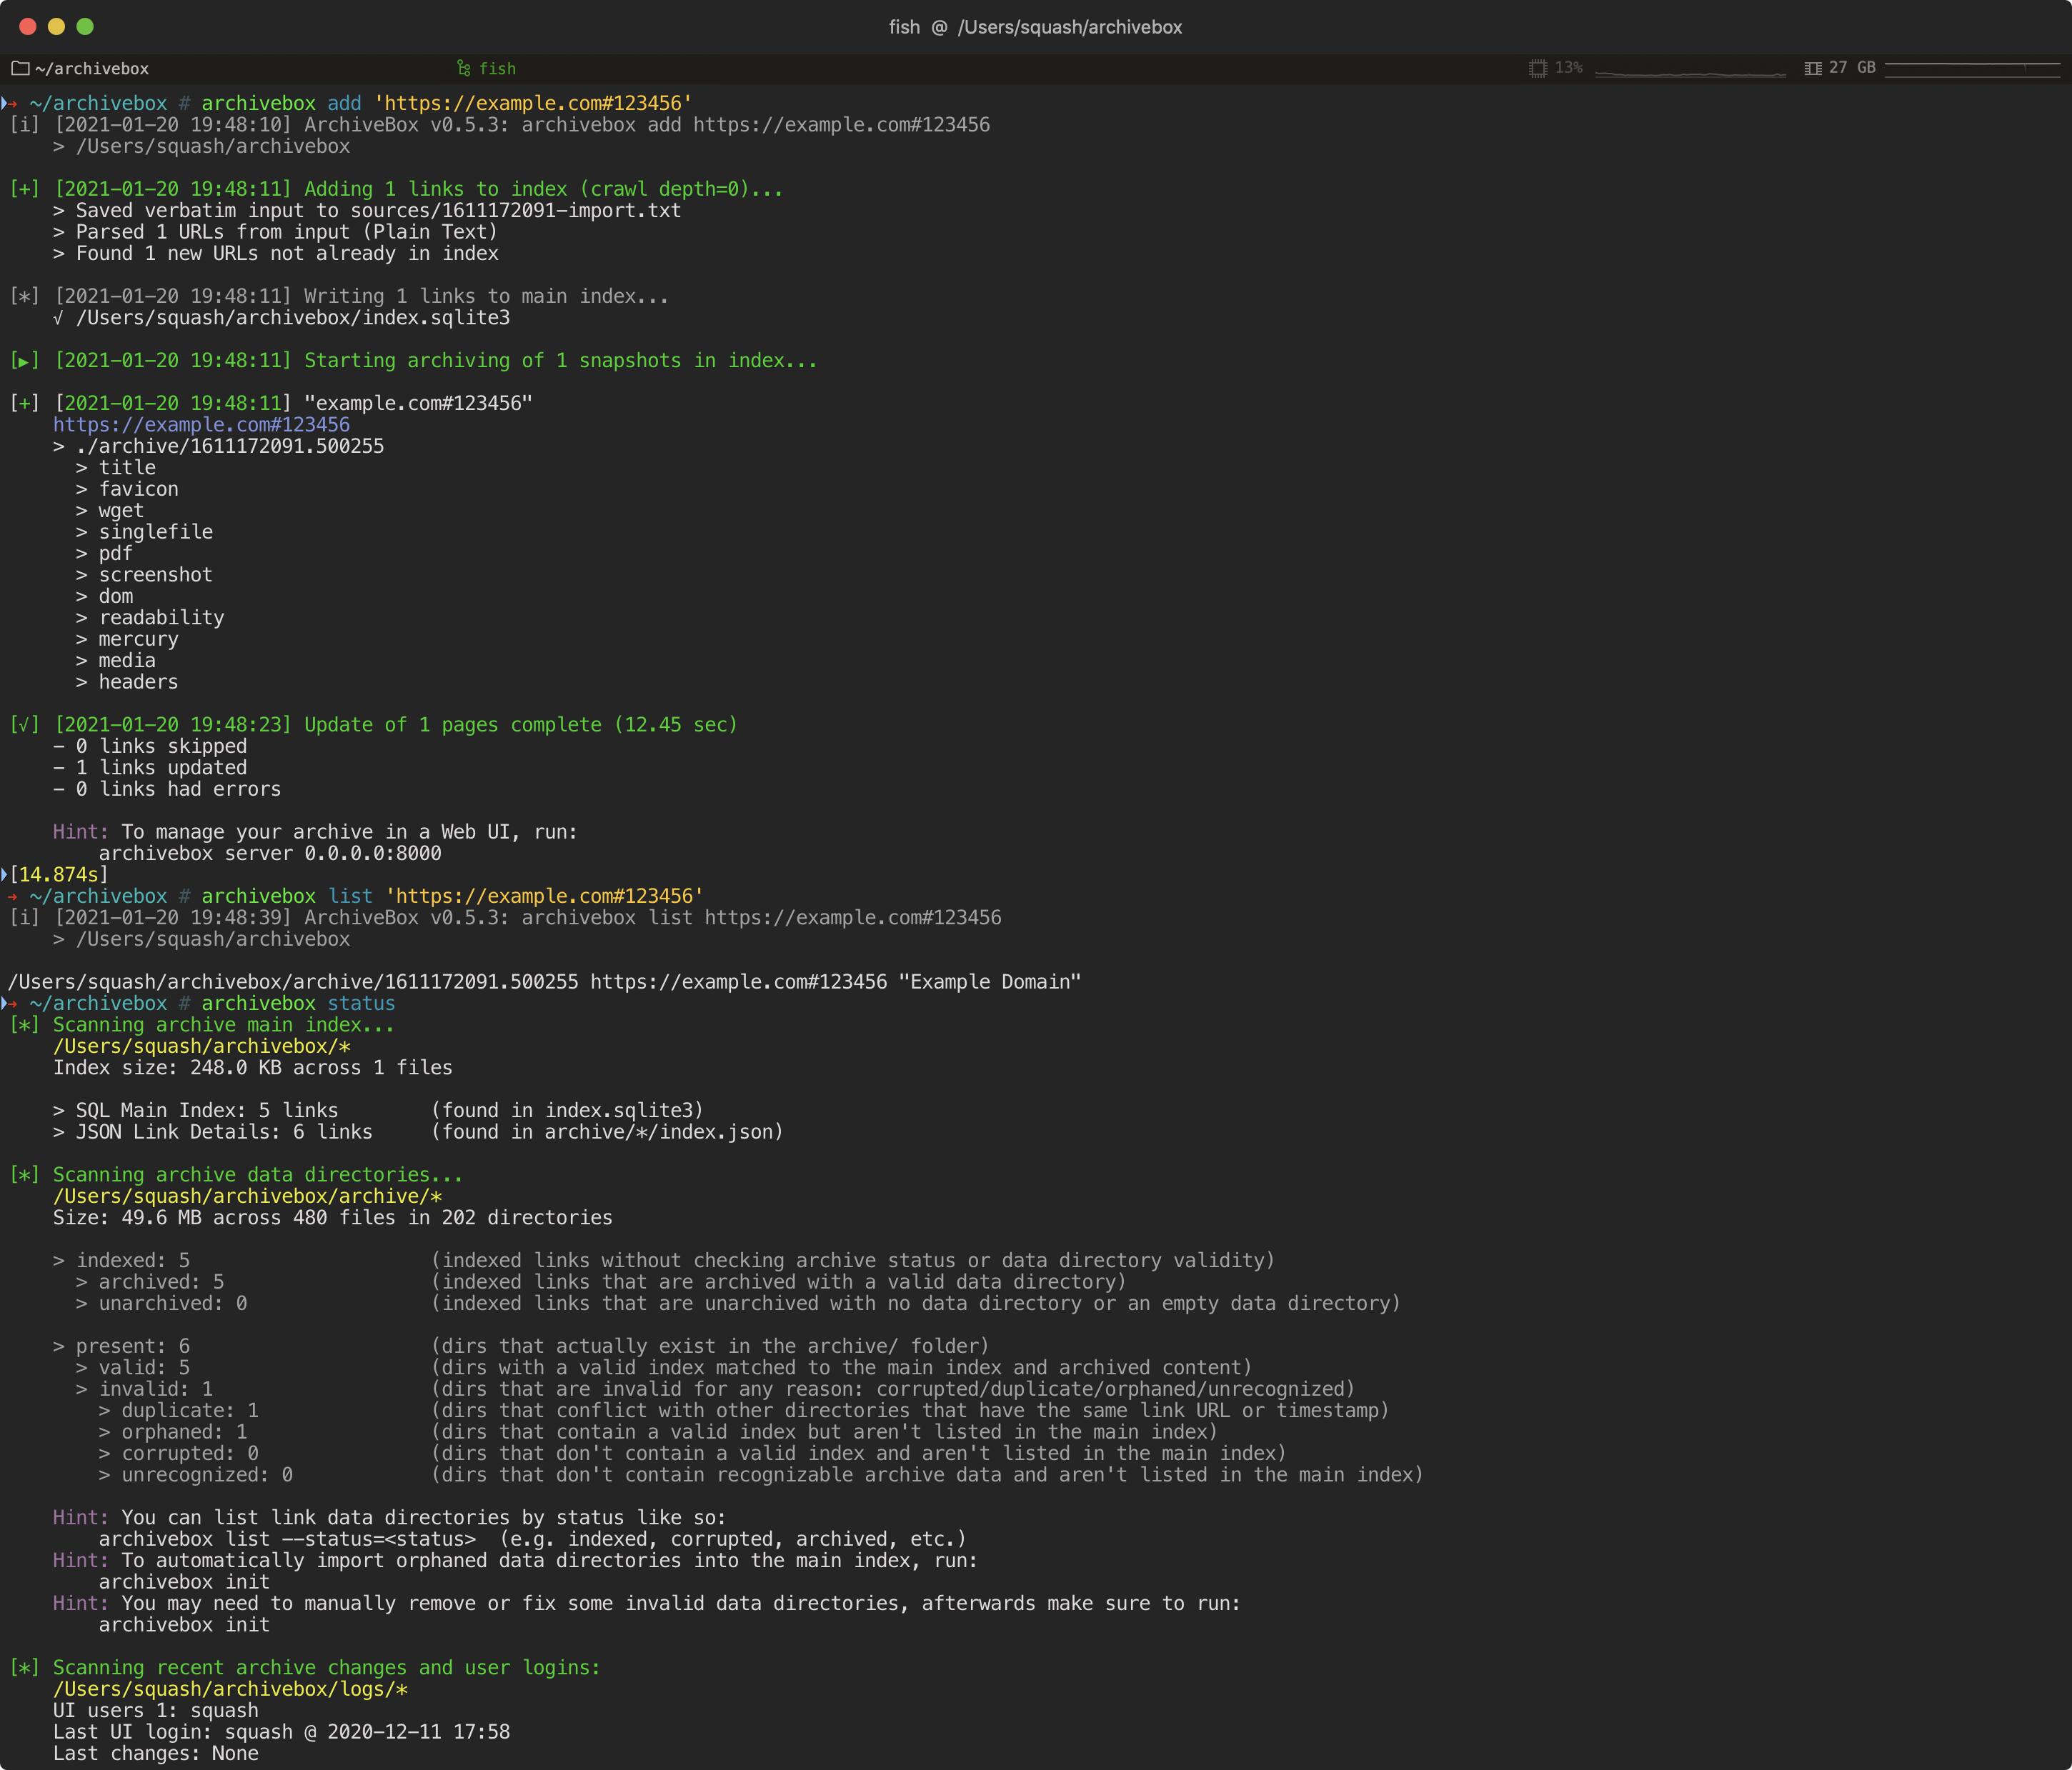 fish @ /Users/squash/archivebox
~/archivebox fish 13% 27 GB
→ ~/archivebox # archivebox add 'https://example.com#123456'
[i] [2021-01-20 19:48:10] ArchiveBox v0.5.3: archivebox add https://example.com#123456
    > /Users/squash/archivebox

[+] [2021-01-20 19:48:11] Adding 1 links to index (crawl depth=0)...
    > Saved verbatim input to sources/1611172091-import.txt
    > Parsed 1 URLs from input (Plain Text)
    > Found 1 new URLs not already in index

[*] [2021-01-20 19:48:11] Writing 1 links to main index...
    √ /Users/squash/archivebox/index.sqlite3

[▶] [2021-01-20 19:48:11] Starting archiving of 1 snapshots in index...

[+] [2021-01-20 19:48:11] "example.com#123456"
    https://example.com#123456
    > ./archive/1611172091.500255
      > title
      > favicon
      > wget
      > singlefile
      > pdf
      > screenshot
      > dom
      > readability
      > mercury
      > media
      > headers

[√] [2021-01-20 19:48:23] Update of 1 pages complete (12.45 sec)
    - 0 links skipped
    - 1 links updated
    - 0 links had errors

    Hint: To manage your archive in a Web UI, run:
        archivebox server 0.0.0.0:8000
[14.874s]
→ ~/archivebox # archivebox list 'https://example.com#123456'
[i] [2021-01-20 19:48:39] ArchiveBox v0.5.3: archivebox list https://example.com#123456
    > /Users/squash/archivebox

/Users/squash/archivebox/archive/1611172091.500255 https://example.com#123456 "Example Domain"
→ ~/archivebox # archivebox status
[*] Scanning archive main index...
    /Users/squash/archivebox/*
    Index size: 248.0 KB across 1 files

    > SQL Main Index: 5 links        (found in index.sqlite3)
    > JSON Link Details: 6 links     (found in archive/*/index.json)

[*] Scanning archive data directories...
    /Users/squash/archivebox/archive/*
    Size: 49.6 MB across 480 files in 202 directories

    > indexed: 5                     (indexed links without checking archive status or data directory validity)
      > archived: 5                  (indexed links that are archived with a valid data directory)
      > unarchived: 0                (indexed links that are unarchived with no data directory or an empty data directory)

    > present: 6                     (dirs that actually exist in the archive/ folder)
      > valid: 5                     (dirs with a valid index matched to the main index and archived content)
      > invalid: 1                   (dirs that are invalid for any reason: corrupted/duplicate/orphaned/unrecognized)
        > duplicate: 1               (dirs that conflict with other directories that have the same link URL or timestamp)
        > orphaned: 1                (dirs that contain a valid index but aren't listed in the main index)
        > corrupted: 0               (dirs that don't contain a valid index and aren't listed in the main index)
        > unrecognized: 0            (dirs that don't contain recognizable archive data and aren't listed in the main index)

    Hint: You can list link data directories by status like so:
        archivebox list --status=<status>  (e.g. indexed, corrupted, archived, etc.)
    Hint: To automatically import orphaned data directories into the main index, run:
        archivebox init
    Hint: You may need to manually remove or fix some invalid data directories, afterwards make sure to run:
        archivebox init

[*] Scanning recent archive changes and user logins:
    /Users/squash/archivebox/logs/*
    UI users 1: squash
    Last UI login: squash @ 2020-12-11 17:58
    Last changes: None